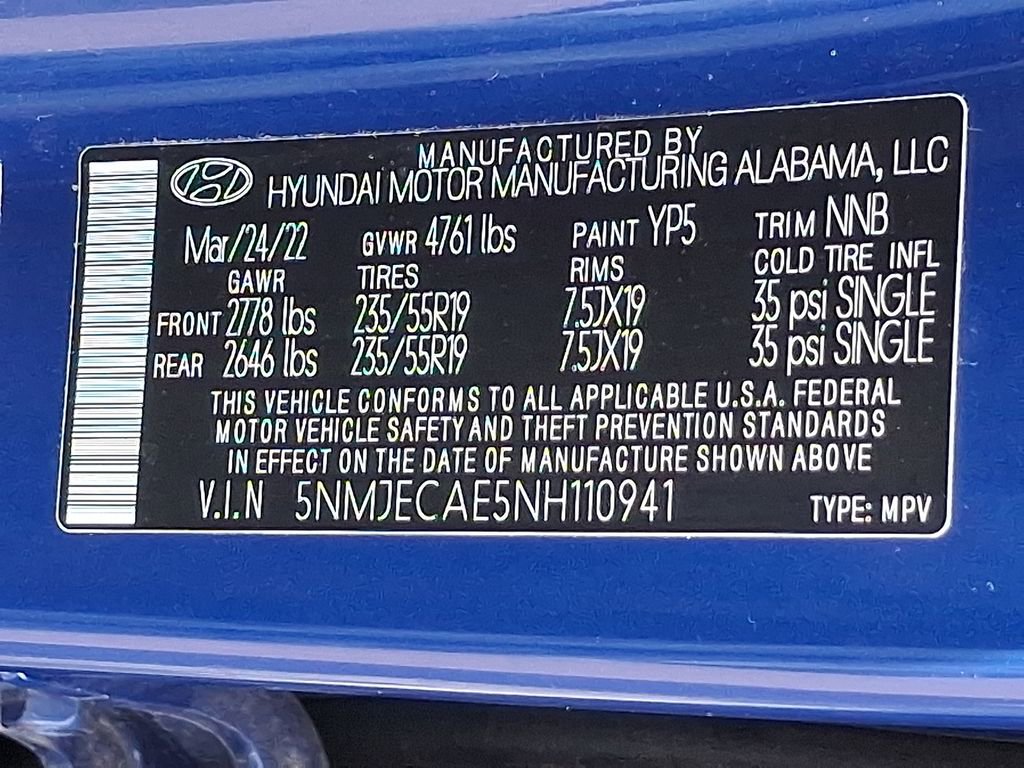 MANUFACTURED BY
HYUNDAI MOTOR MANUFACTURING ALABAMA, LLC
Mar/24/22 GVWR 4761 lbs PAINT YP5 TRIM NNB
GAWR TIRES RIMS COLD TIRE INFL
FRONT 2778 lbs 235/55R19 7.5JX19 35 psi SINGLE
REAR 2646 lbs 235/55R19 7.5JX19 35 psi SINGLE
THIS VEHICLE CONFORMS TO ALL APPLICABLE U.S.A. FEDERAL
MOTOR VEHICLE SAFETY AND THEFT PREVENTION STANDARDS
IN EFFECT ON THE DATE OF MANUFACTURE SHOWN ABOVE
V.I.N 5NMJECAE5NH110941 TYPE: MPV